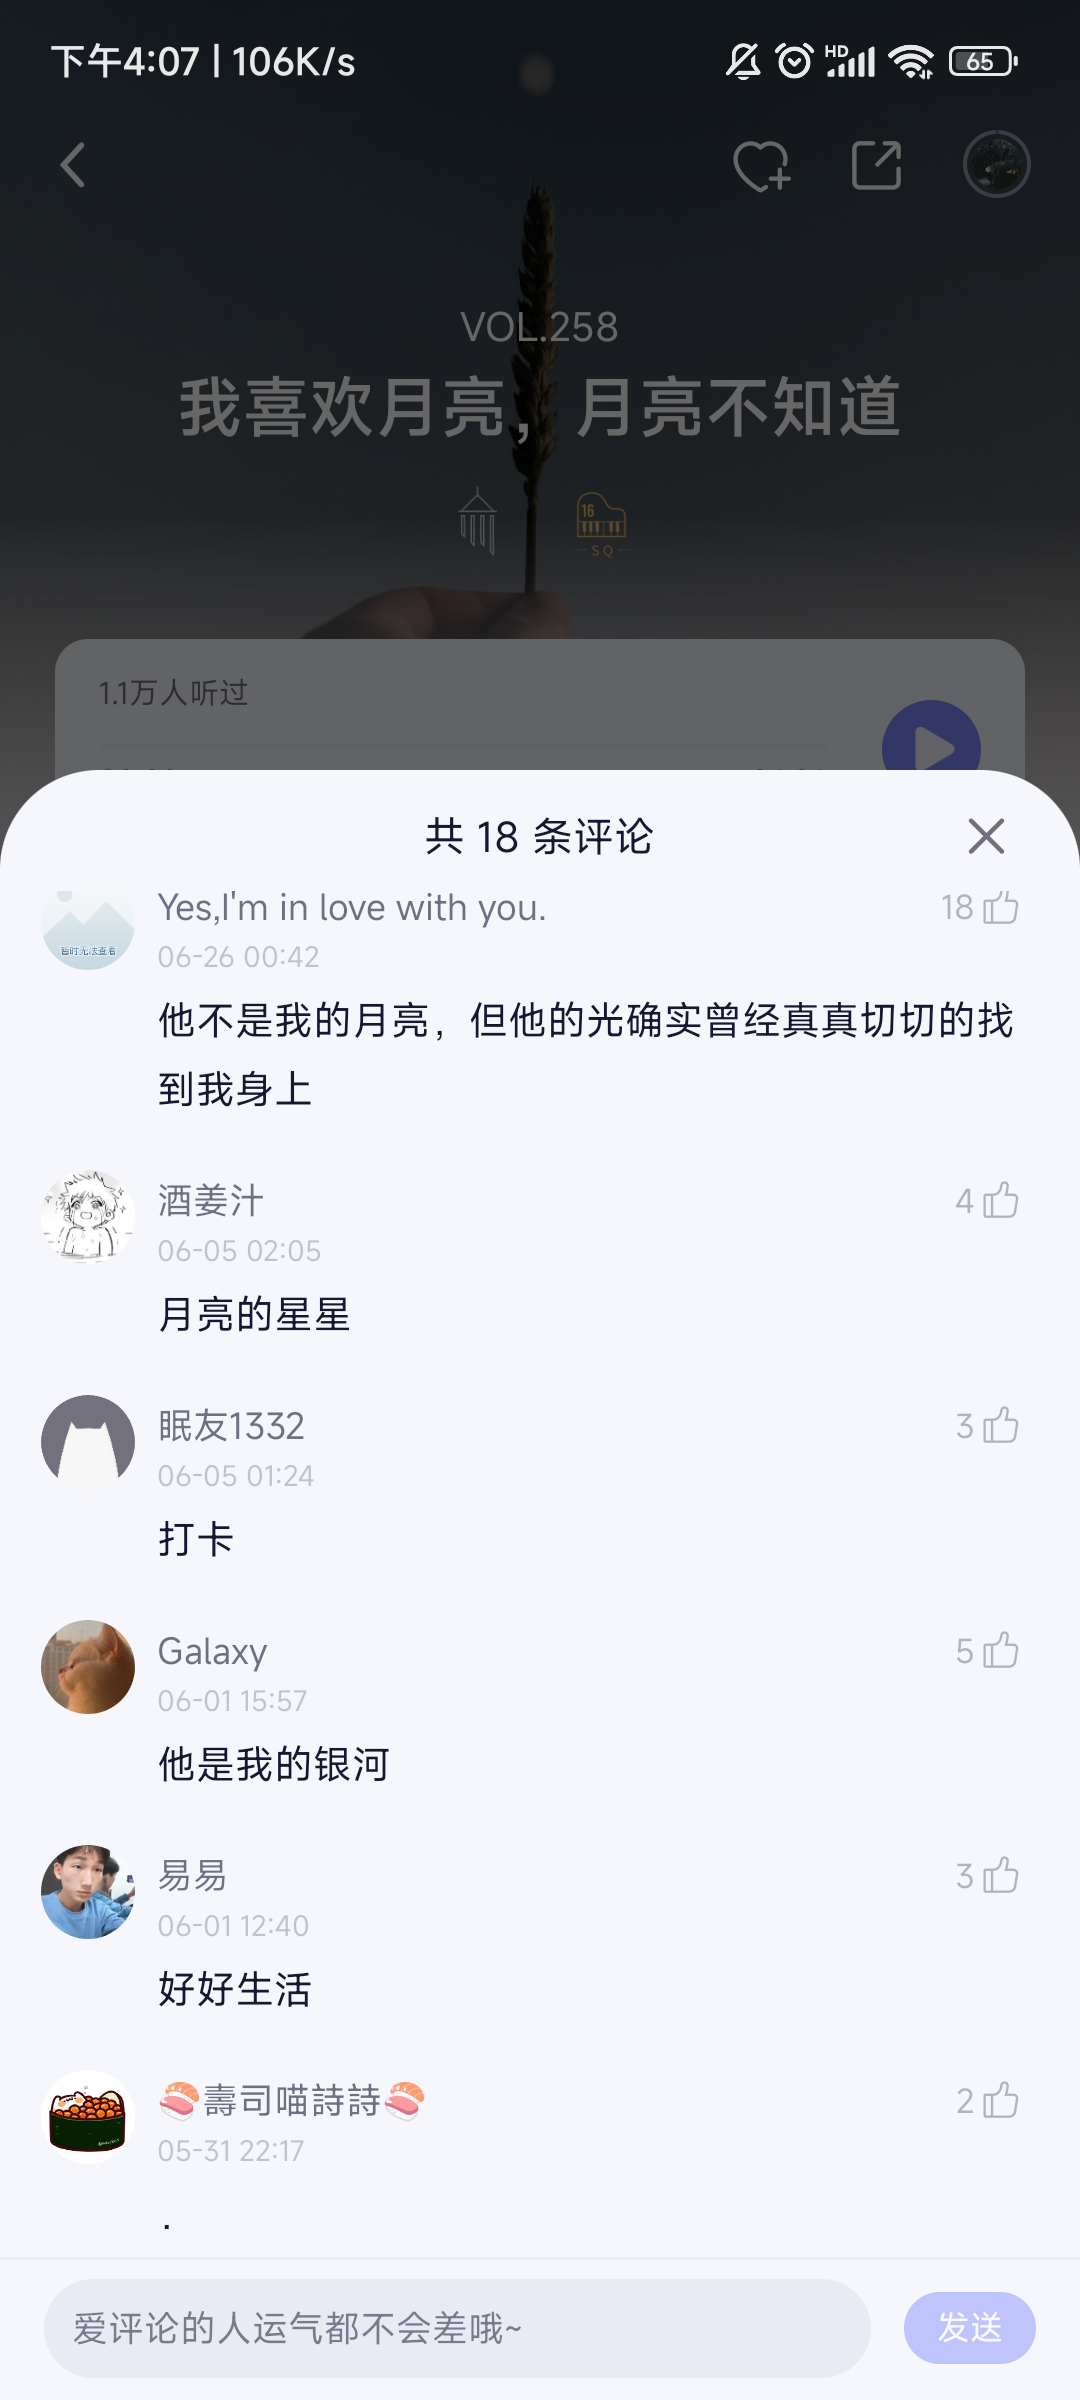 下午4:07 | 106K/s
HD
65
VOL.258
我喜欢月亮，月亮不知道
16
SQ
1.1万人听过
共 18 条评论
Yes,I'm in love with you.
18
暂时无法查看
06-26 00:42
他不是我的月亮，但他的光确实曾经真真切切的找
到我身上
酒姜汁
4
06-05 02:05
月亮的星星
眠友1332
3
06-05 01:24
打卡
Galaxy
5
06-01 15:57
他是我的银河
易易
3
06-01 12:40
好好生活
🍣壽司喵詩詩🍣
2
05-31 22:17
.
爱评论的人运气都不会差哦~
发送